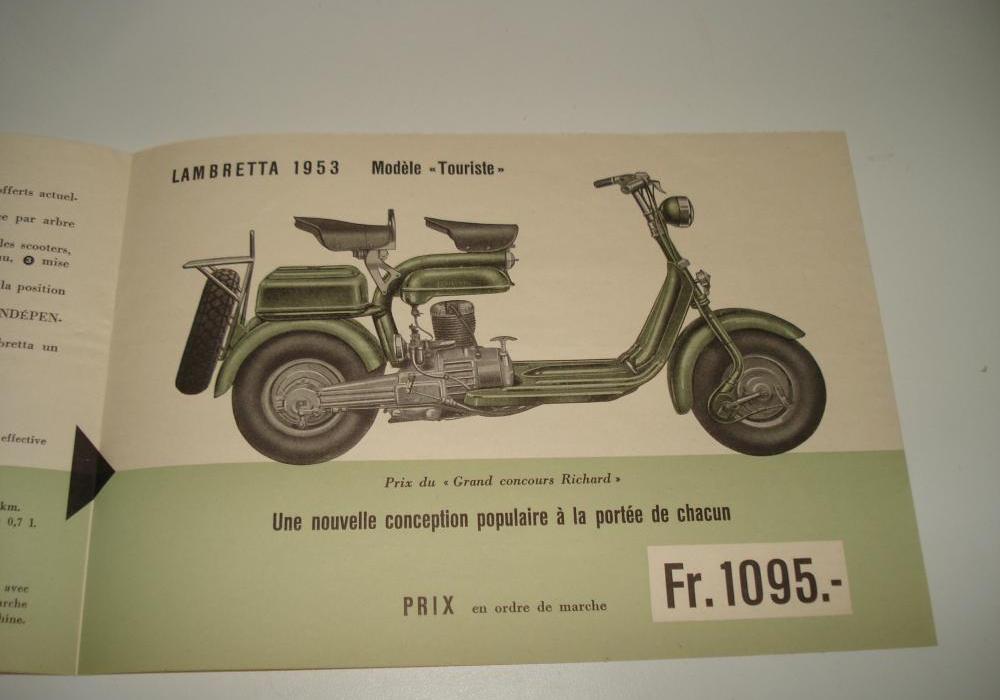 offerts actuel-
par arbre
les scooters,
❸ mise
la position
NDÉPEN-
bretta un
effective
km.
0,7 l.
avec
arche
hine.
LAMBRETTA 1953 Modèle «Touriste»
Prix du «Grand concours Richard»
Une nouvelle conception populaire à la portée de chacun
PRIX en ordre de marche
Fr. 1095.-